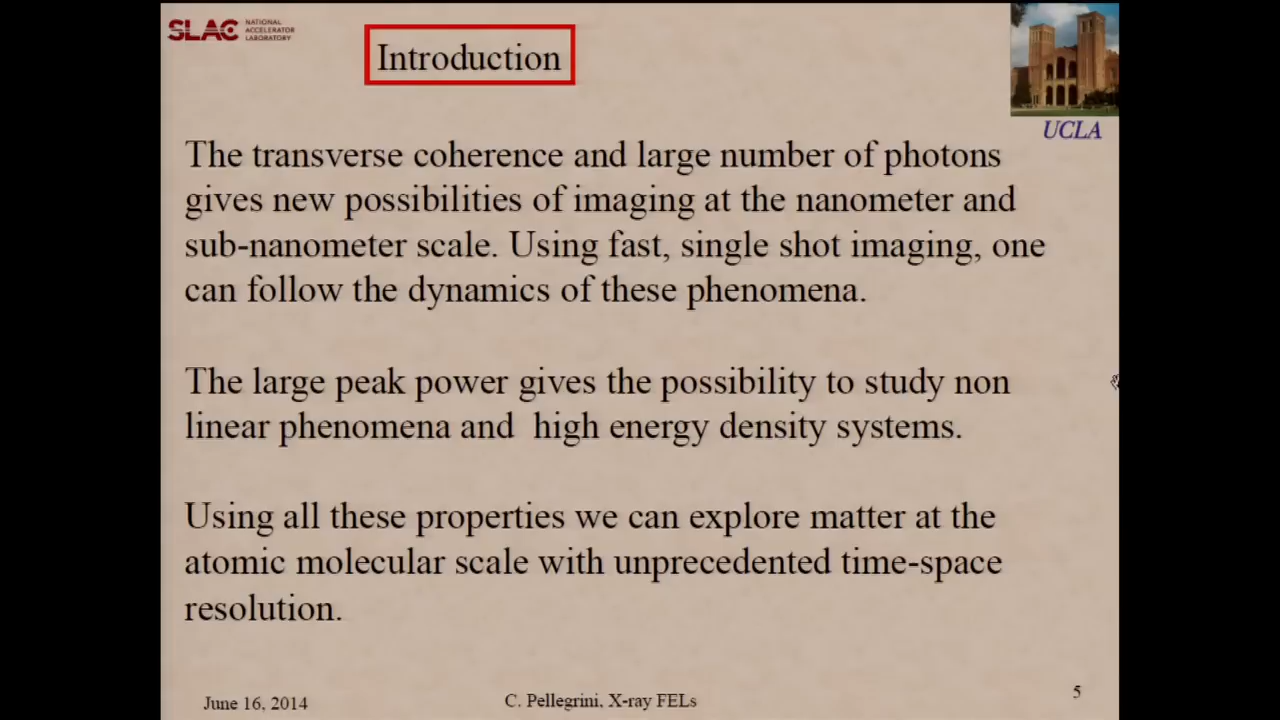 SLAC NATIONAL
ACCELERATOR
LABORATORY
Introduction
UCLA
The transverse coherence and large number of photons
gives new possibilities of imaging at the nanometer and
sub-nanometer scale. Using fast, single shot imaging, one
can follow the dynamics of these phenomena.
The large peak power gives the possibility to study non
linear phenomena and  high energy density systems.
Using all these properties we can explore matter at the
atomic molecular scale with unprecedented time-space
resolution.
June 16, 2014
C. Pellegrini, X-ray FELs
5